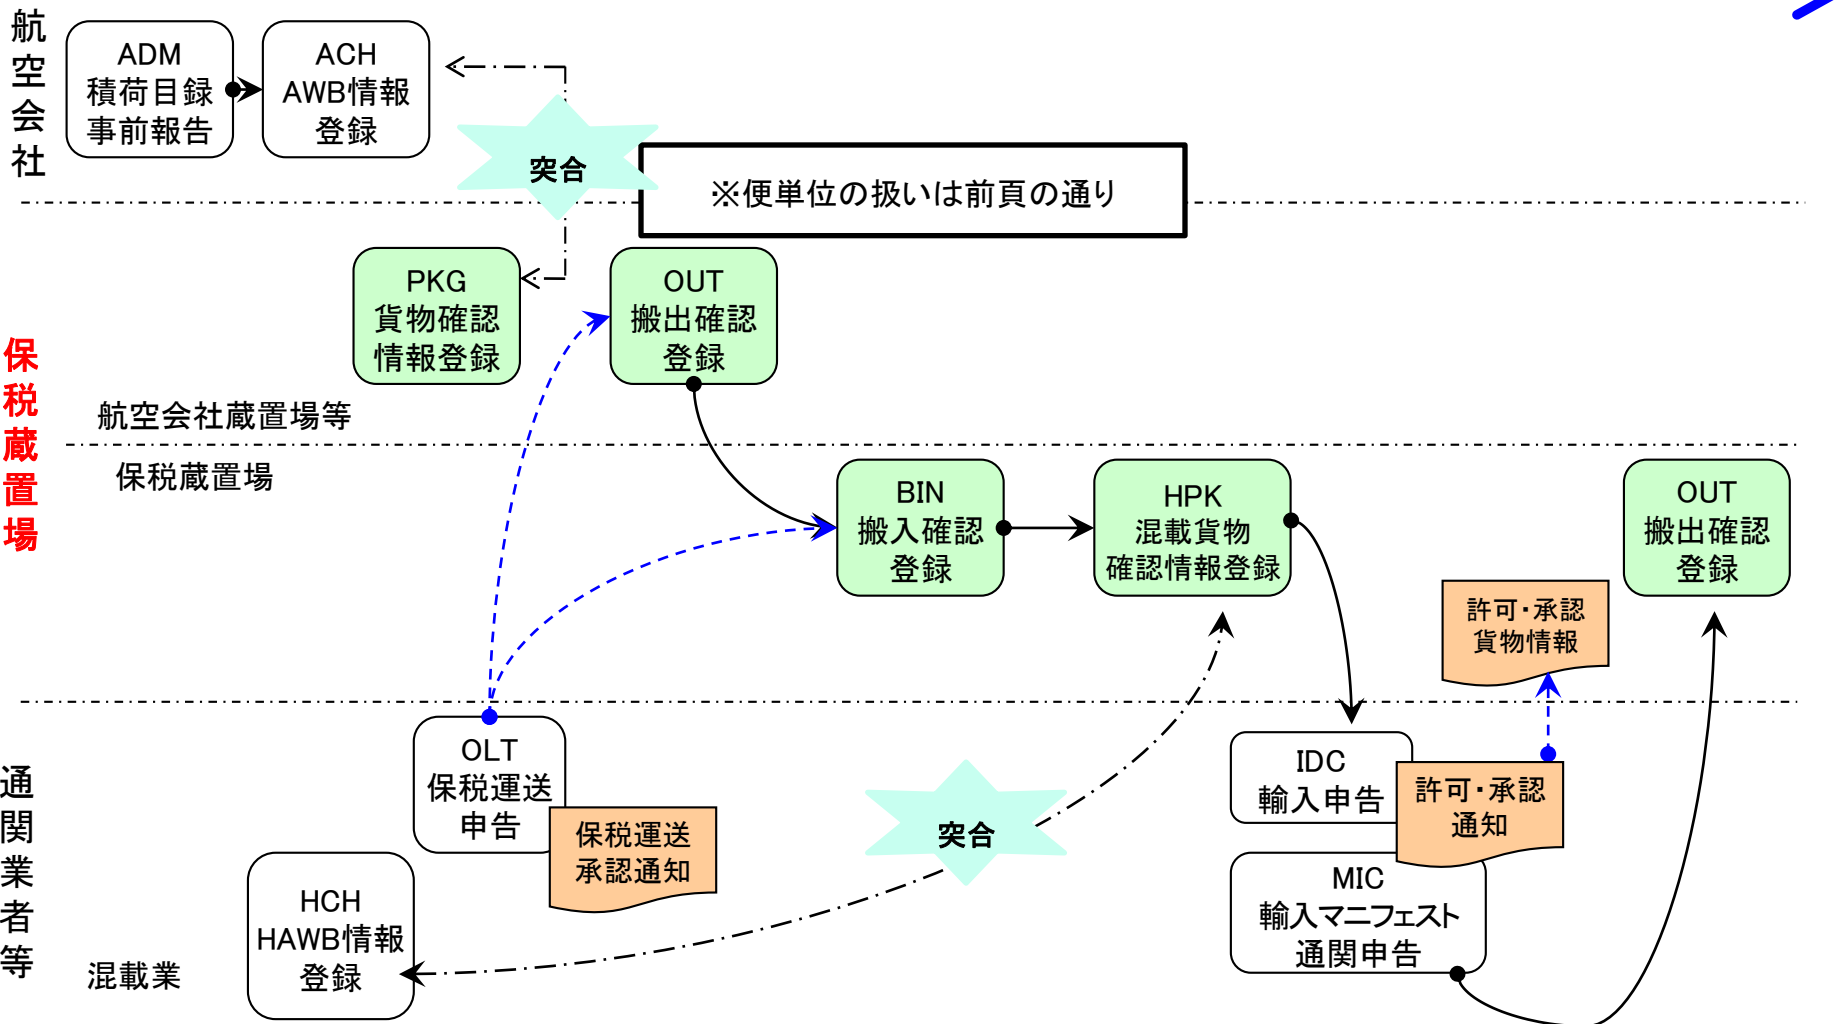 航空会社
ADM
積荷目録
事前報告
ACH
AWB情報
登録
突合
※便単位の扱いは前頁の通り
保税蔵置場
PKG
貨物確認
情報登録
OUT
搬出確認
登録
航空会社蔵置場等
保税蔵置場
BIN
搬入確認
登録
HPK
混載貨物
確認情報登録
OUT
搬出確認
登録
許可・承認
貨物情報
通関業者等
OLT
保税運送
申告
保税運送
承認通知
突合
IDC
輸入申告
許可・承認
通知
MIC
輸入マニフェスト
通関申告
HCH
HAWB情報
登録
混載業